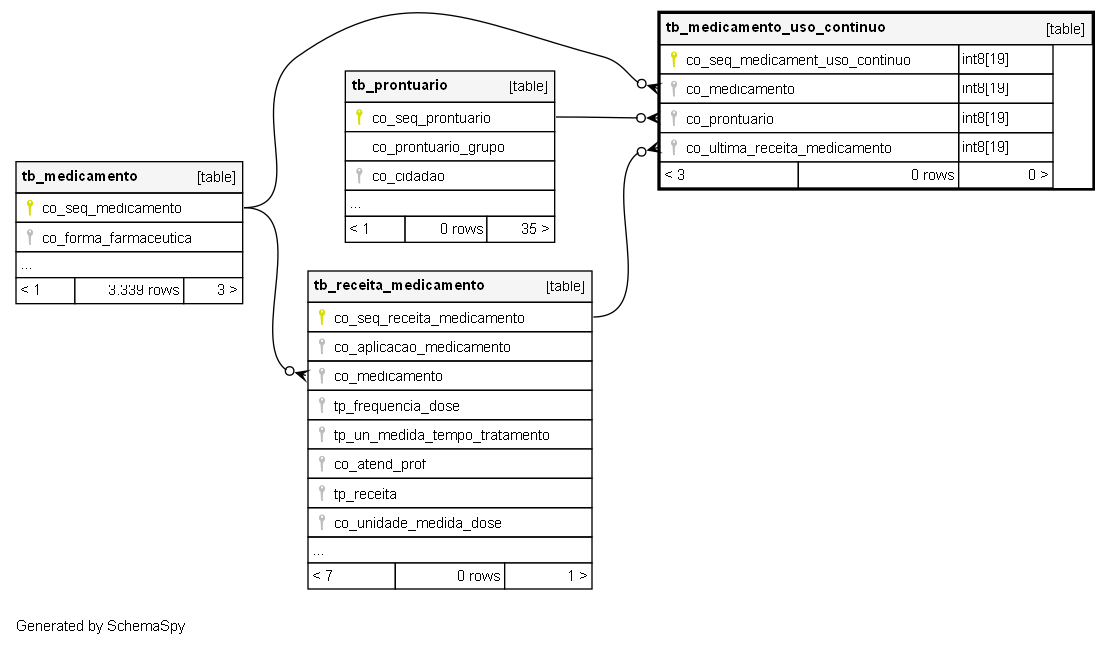 tb_medicamento_uso_continuo [table]
co_seq_medicament_uso_continuo int8[19]
co_medicamento int8[19]
co_prontuario int8[19]
co_ultima_receita_medicamento int8[19]
< 3 0 rows 0 >
tb_prontuario [table]
co_seq_prontuario
co_prontuario_grupo
co_cidadao
...
< 1 0 rows 35 >
tb_medicamento [table]
co_seq_medicamento
co_forma_farmaceutica
...
< 1 3.339 rows 3 >
tb_receita_medicamento [table]
co_seq_receita_medicamento
co_aplicacao_medicamento
co_medicamento
tp_frequencia_dose
tp_un_medida_tempo_tratamento
co_atend_prof
tp_receita
co_unidade_medida_dose
...
< 7 0 rows 1 >
Generated by SchemaSpy